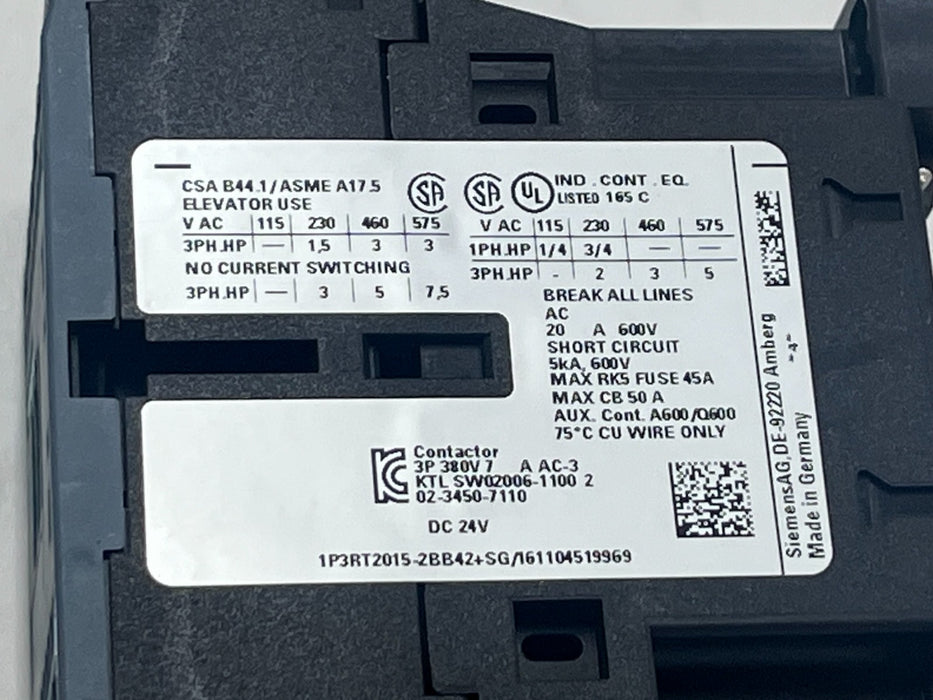 CSA B44.1/ASME A17.5
ELEVATOR USE
V AC 115 230 460 575
3PH.HP — 1,5 3 3
NO CURRENT SWITCHING
3PH.HP — 3 5 7,5
SA SA UL IND . CONT . EQ.
LISTED 165 C
V AC 115 230 460 575
1PH.HP 1/4 3/4 — —
3PH.HP - 2 3 5
BREAK ALL LINES
AC
20 A 600V
SHORT CIRCUIT
5kA, 600V
MAX RK5 FUSE 45A
MAX CB 50 A
AUX. Cont. A600/Q600
75°C CU WIRE ONLY
Contactor
3P 380V 7 A AC-3
KTL SW02006-1100 2
02-3450-7110
DC 24V
1P3RT2015-2BB42+SG/161104519969
SiemensAG,DE-92220 Amberg
Made in Germany
"4"